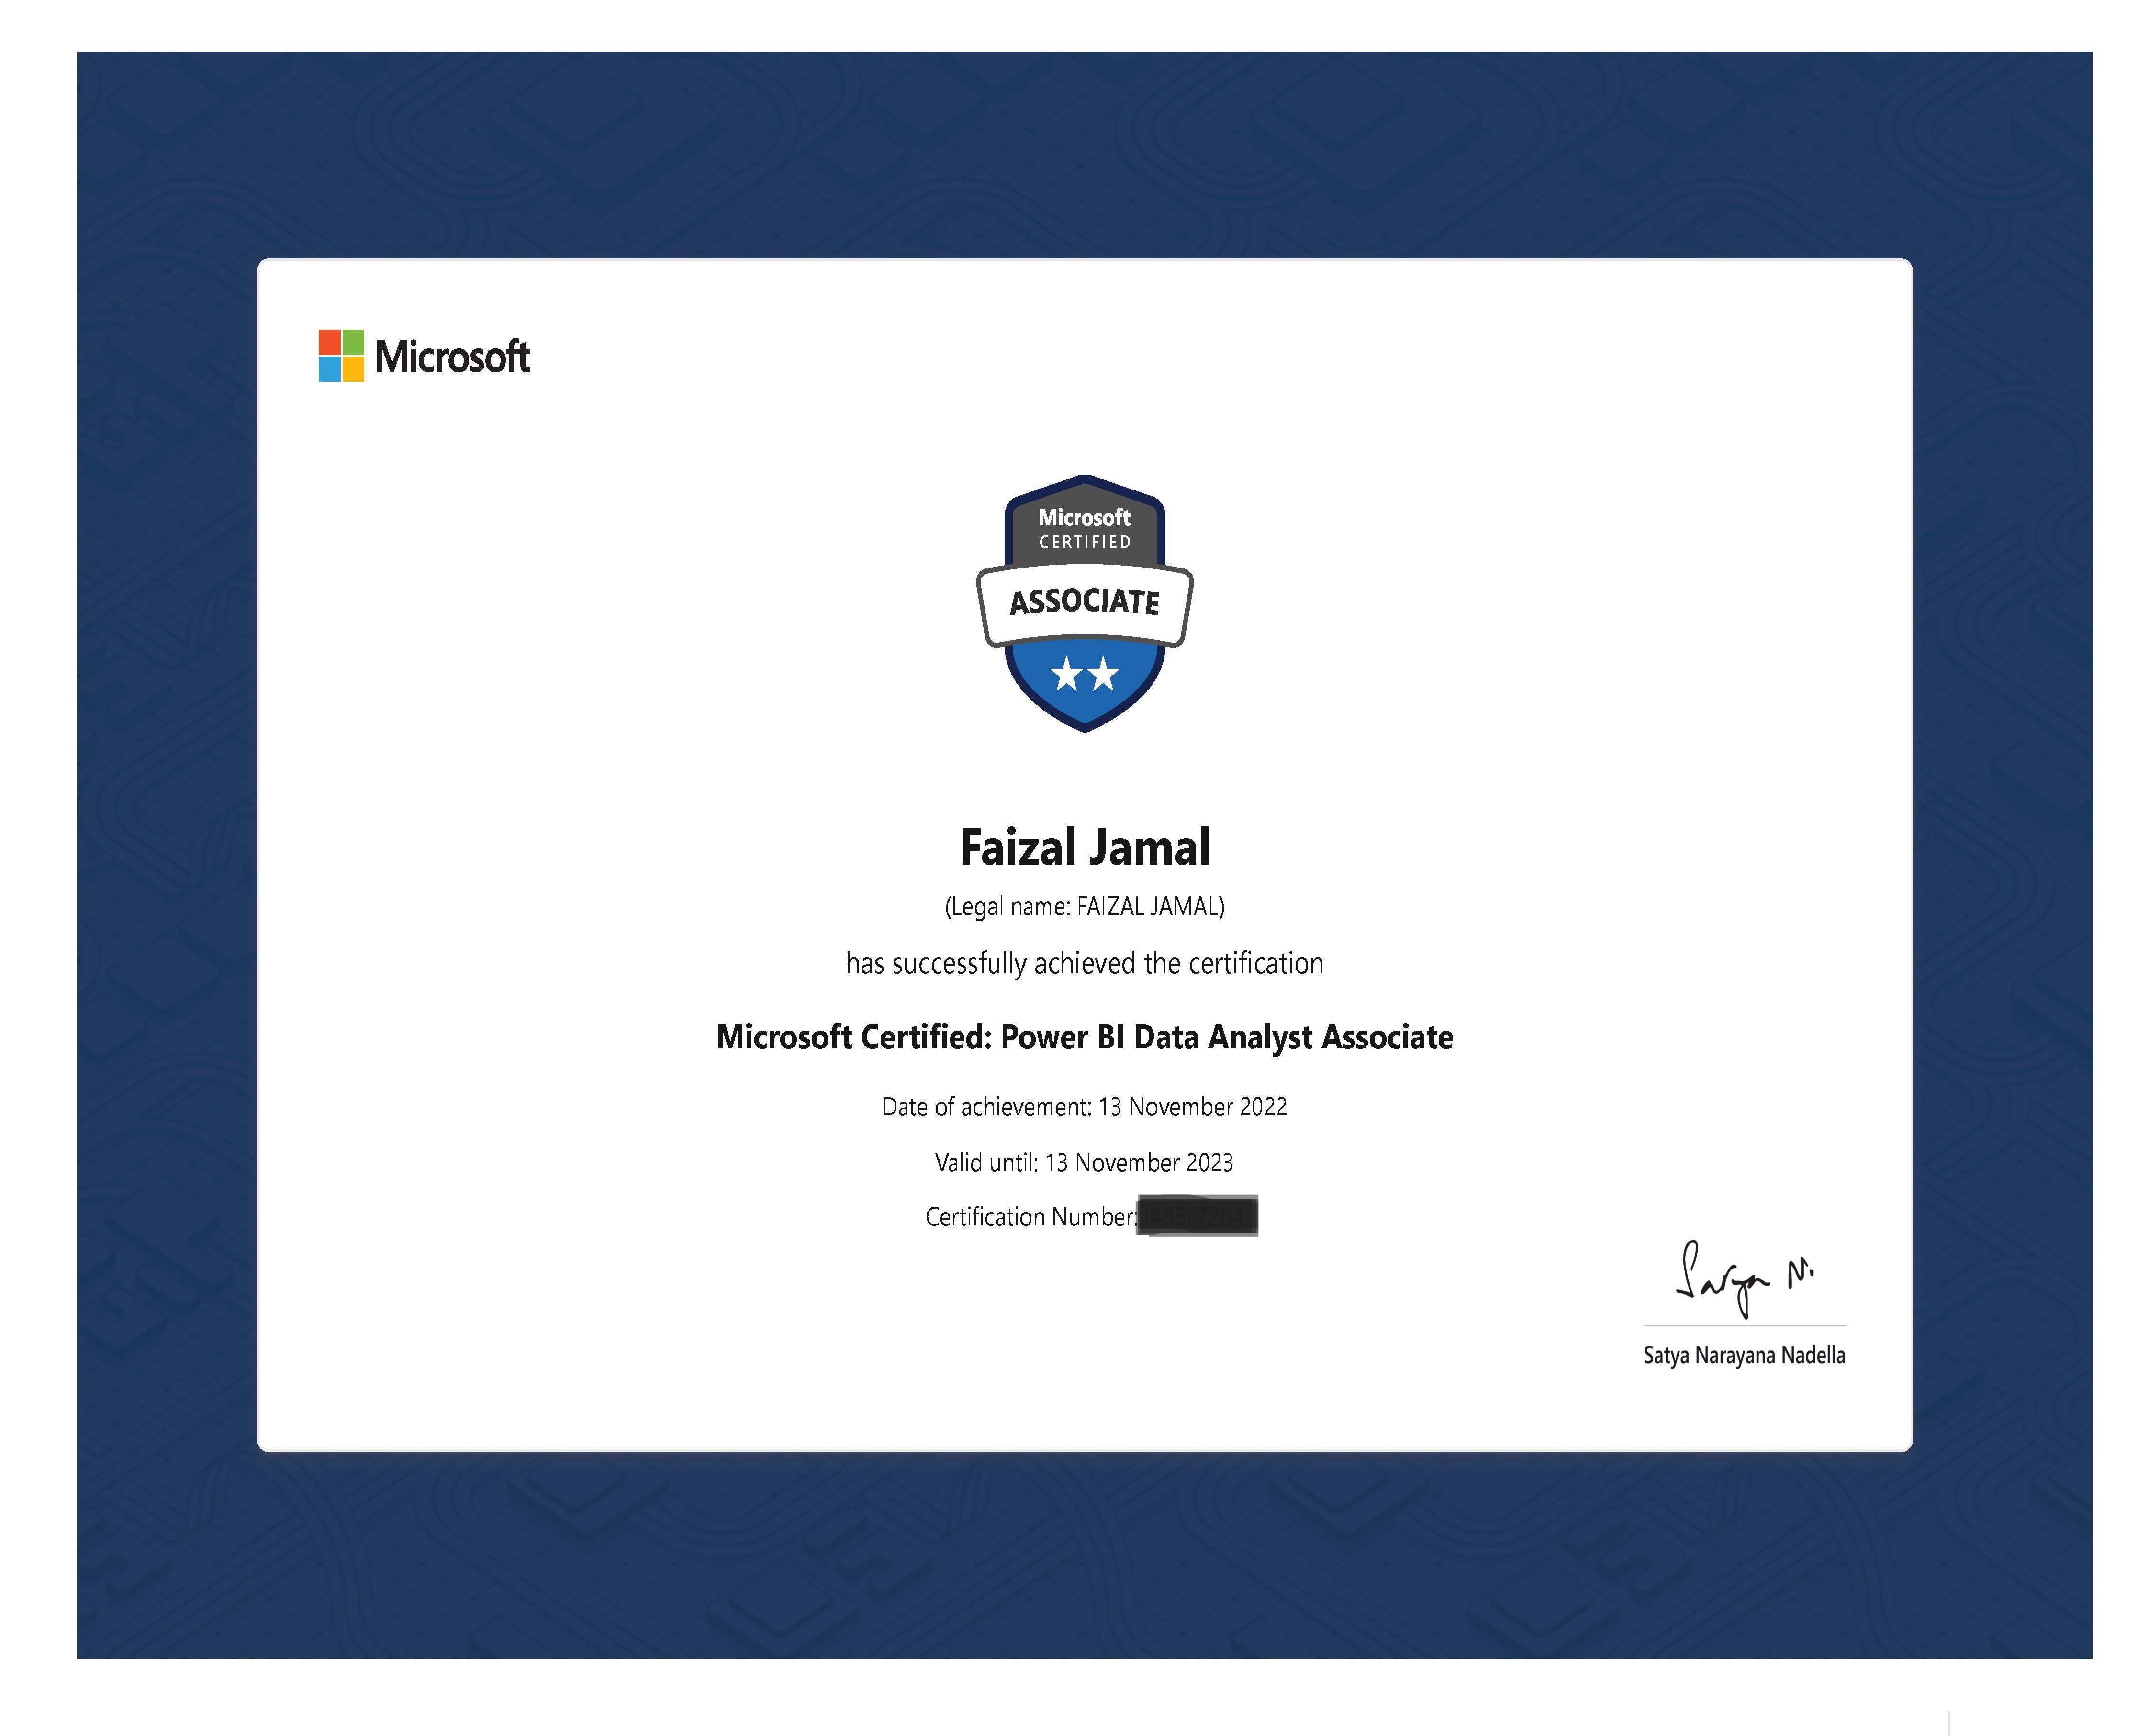 Microsoft
Microsoft
CERTIFIED
ASSOCIATE
Faizal Jamal
(Legal name: FAIZAL JAMAL)
has successfully achieved the certification
Microsoft Certified: Power BI Data Analyst Associate
Date of achievement: 13 November 2022
Valid until: 13 November 2023
Certification Number:
Satya N.
Satya Narayana Nadella